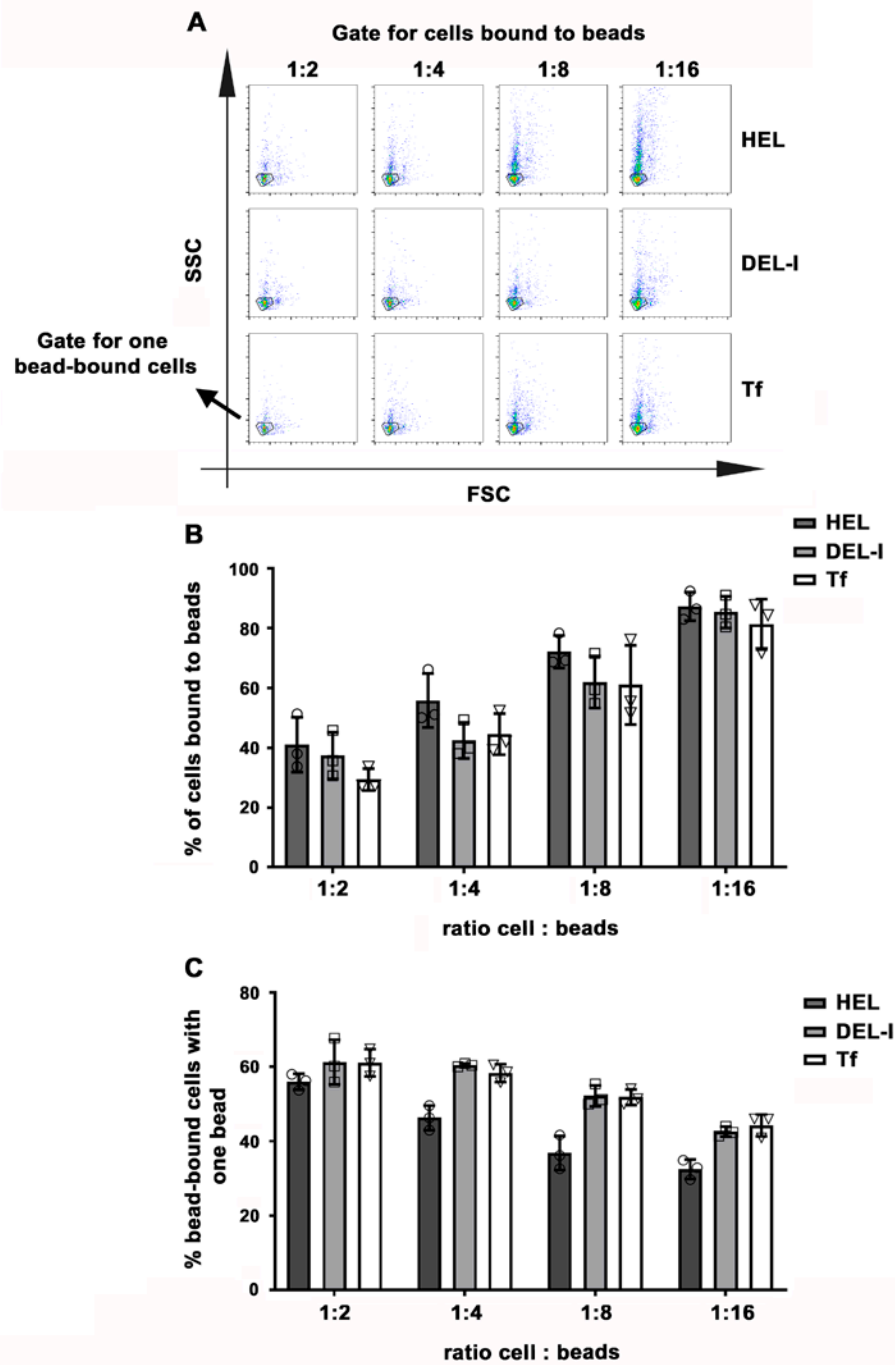 A
Gate for cells bound to beads
1:2 1:4 1:8 1:16
HEL
DEL-I
Tf
SSC
Gate for one
bead-bound cells
FSC
B
HEL
DEL-I
Tf
% of cells bound to beads
100
80
60
40
20
0
1:2 1:4 1:8 1:16
ratio cell : beads
C
HEL
DEL-I
Tf
% bead-bound cells with
one bead
80
60
40
20
0
1:2 1:4 1:8 1:16
ratio cell : beads